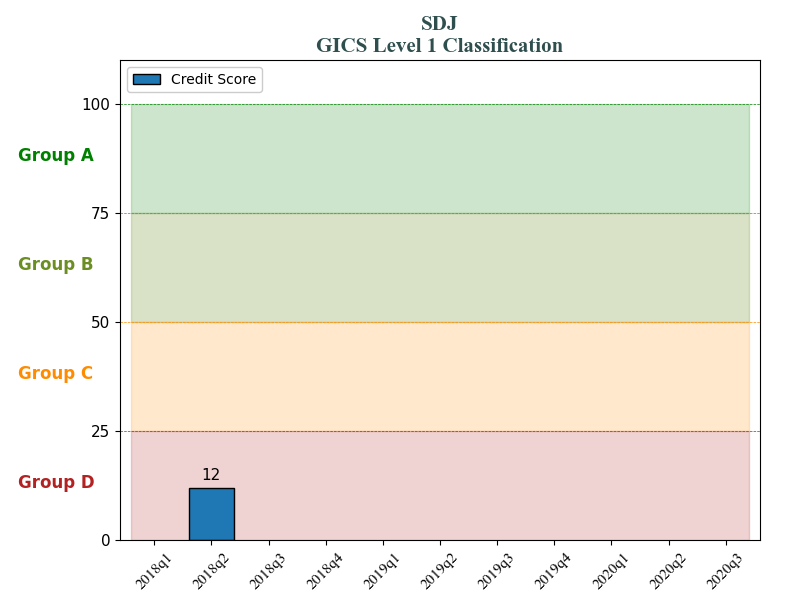 SDJ
GICS Level 1 Classification
Credit Score
100
Group A
75
Group B
50
Group C
25
12
Group D
0
2018q1 2018q2 2018q3 2018q4 2019q1 2019q2 2019q3 2019q4 2020q1 2020q2 2020q3